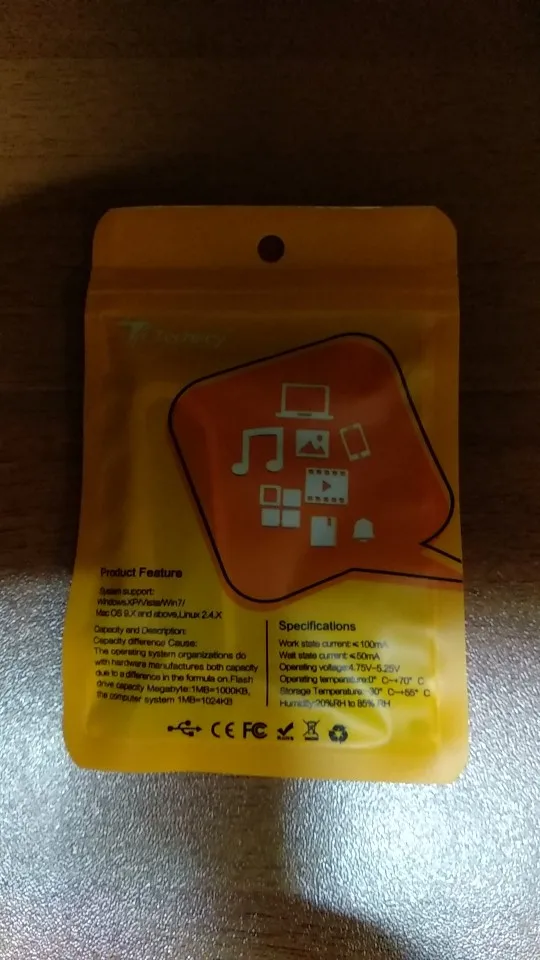 Product Feature
System support:
Windows,XP/Vista/Win7/
Mac OS 9.X and above,Linux 2.4.X
Capacity and Description:
Capacity difference Cause:
The operating system organizations do
with hardware manufactures both capacity
due to a difference in the formula on.Flash
drive capacity Megabyte:1MB=1000KB,
the computer system 1MB=1024KB
Specifications
Work state current:≤100mA
Wait state current:≤50mA
Operating voltage:4.75V~5.25V
Operating temperature:0° C~+70° C
Storage Temperature:-30° C~+55° C
Humidity:20%RH to 85% RH
CE FC